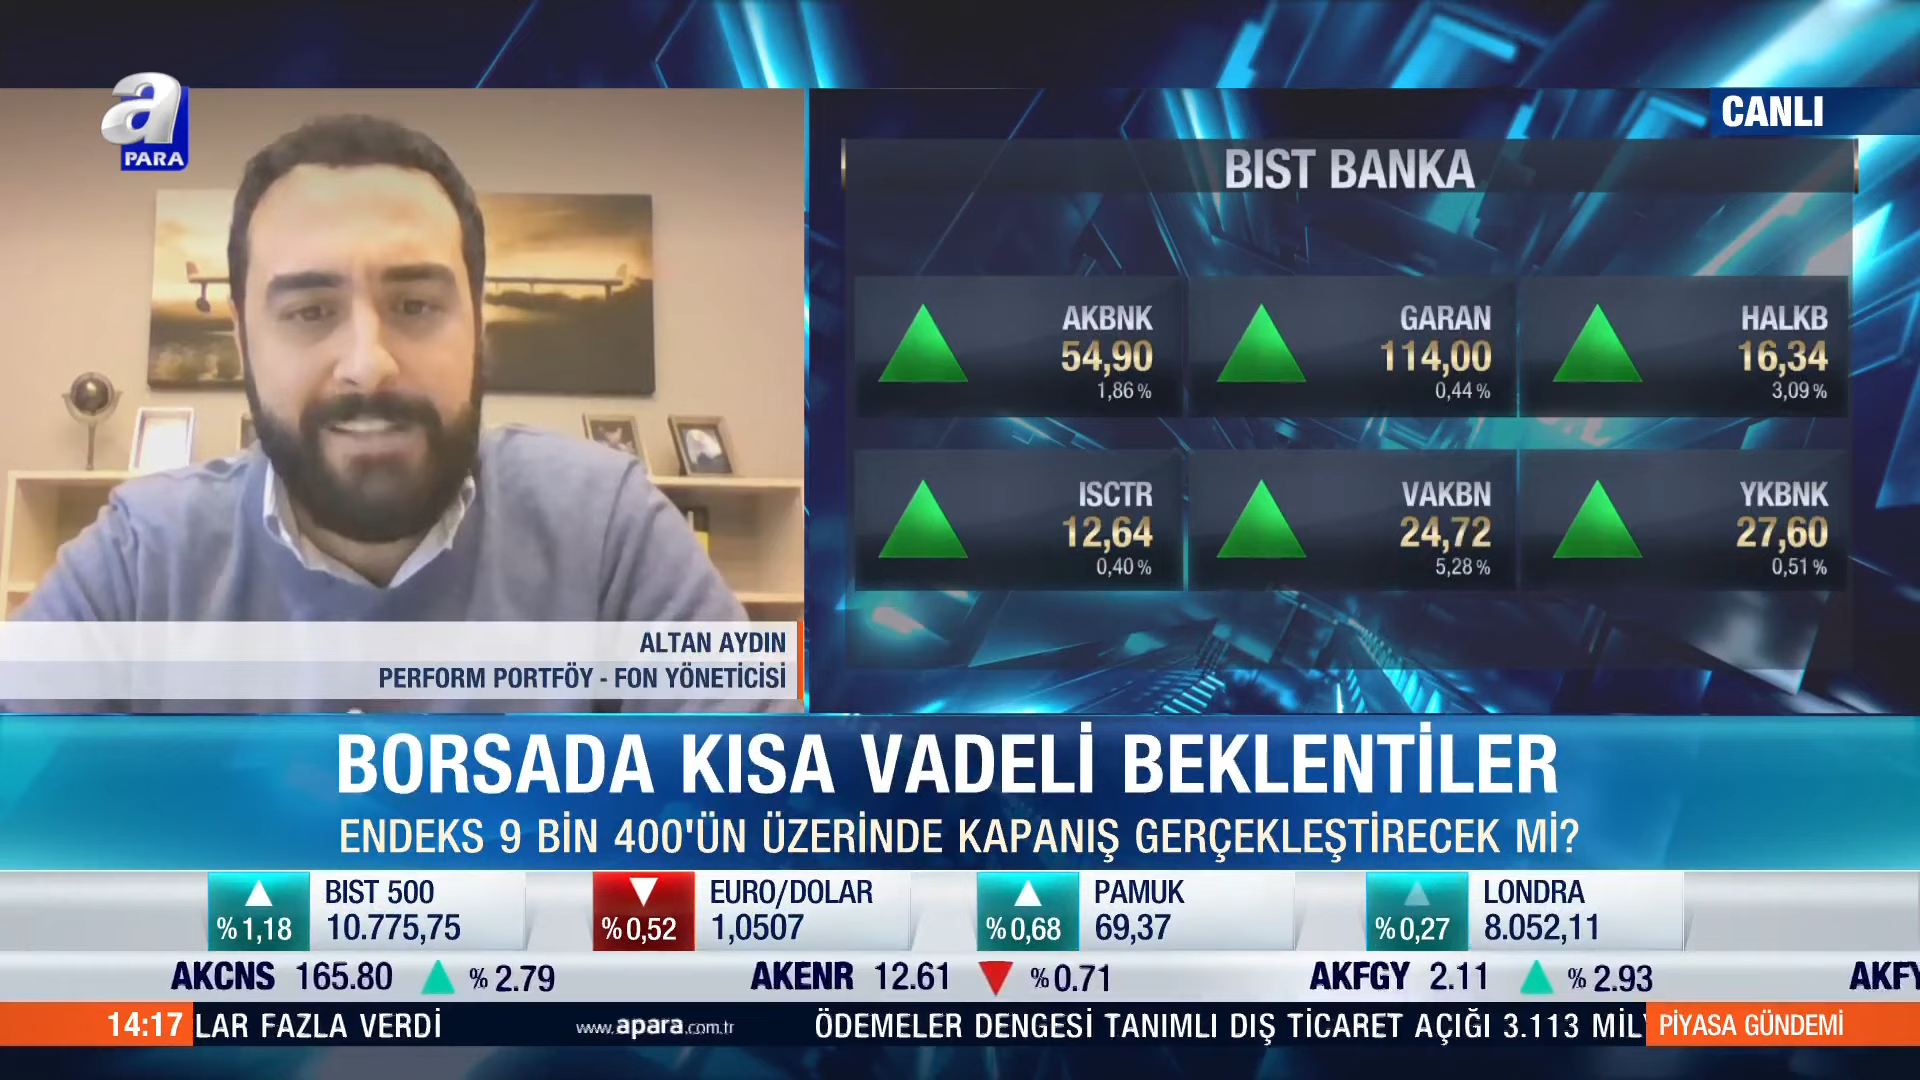 a
PARA
CANLI
BIST BANKA
AKBNK
54,90
1,86 %
GARAN
114,00
0,44 %
HALKB
16,34
3,09 %
ISCTR
12,64
0,40 %
VAKBN
24,72
5,28 %
YKBNK
27,60
0,51 %
ALTAN AYDIN
PERFORM PORTFÖY - FON YÖNETİCİSİ
BORSADA KISA VADELİ BEKLENTİLER
ENDEKS 9 BİN 400'ÜN ÜZERİNDE KAPANIŞ GERÇEKLEŞTİRECEK Mİ?
% 1,18
BIST 500
10.775,75
% 0,52
EURO/DOLAR
1,0507
% 0,68
PAMUK
69,37
% 0,27
LONDRA
8.052,11
AKCNS 165.80 % 2.79 AKENR 12.61 % 0.71 AKFGY 2.11 % 2.93 AKFY
14:17 LAR FAZLA VERDİ www.apara.com.tr ÖDEMELER DENGESİ TANIMLI DIŞ TİCARET AÇIĞI 3.113 MİLY PİYASA GÜNDEMİ